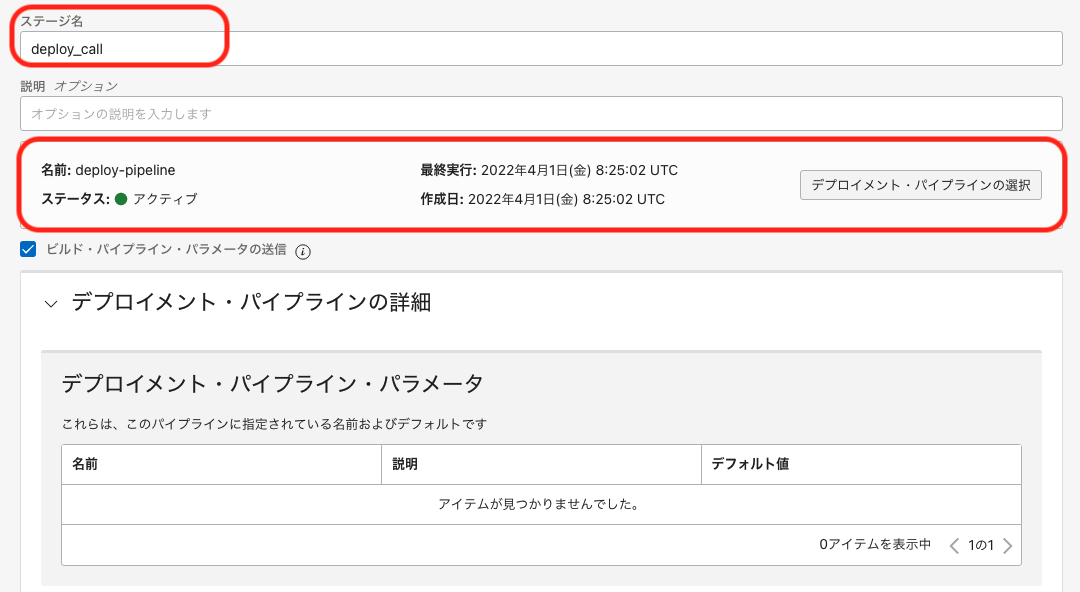 ステージ名
deploy_call
説明 オプション
オプションの説明を入力します
名前: deploy-pipeline
最終実行: 2022年4月1日(金) 8:25:02 UTC
デプロイメント・パイプラインの選択
ステータス: アクティブ
作成日: 2022年4月1日(金) 8:25:02 UTC
ビルド・パイプライン・パラメータの送信 i
デプロイメント・パイプラインの詳細
デプロイメント・パイプライン・パラメータ
これらは、このパイプラインに指定されている名前およびデフォルトです
名前 説明 デフォルト値
アイテムが見つかりませんでした。
0アイテムを表示中 1の1